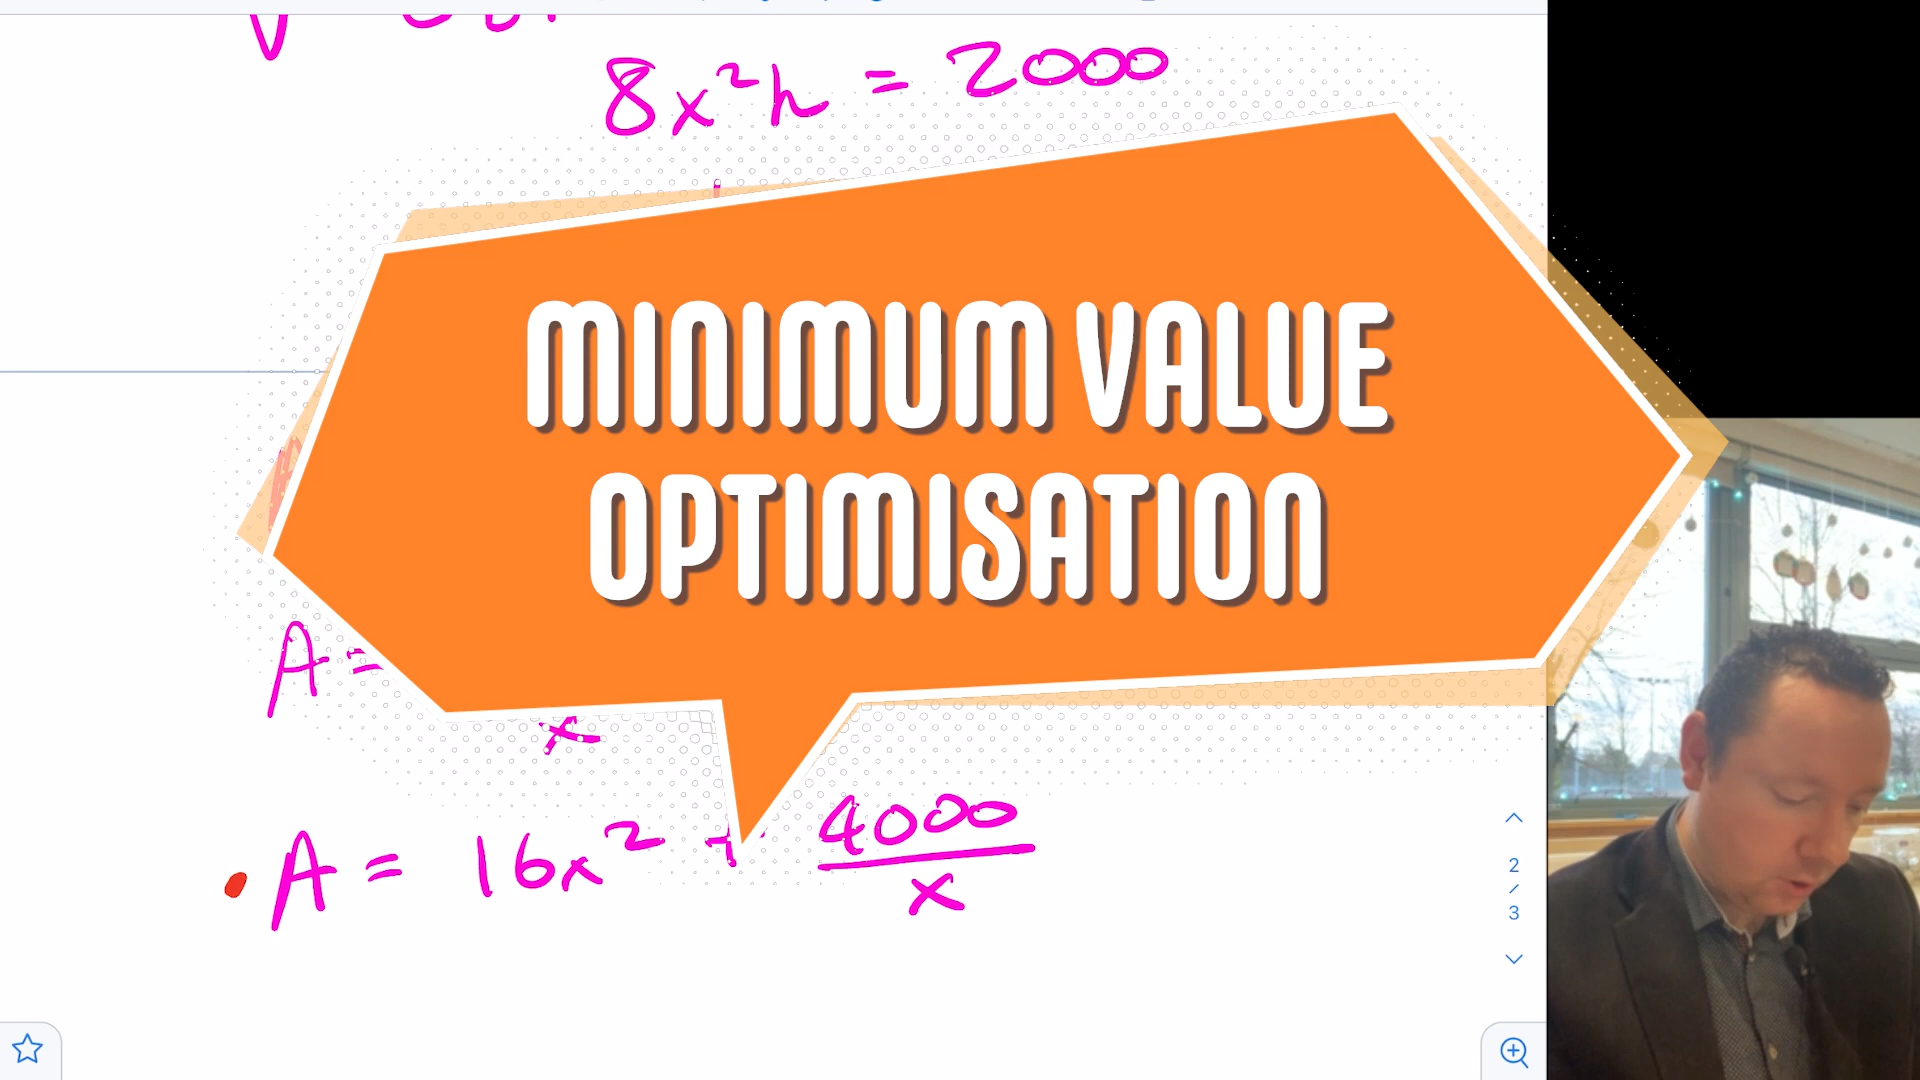 8x²h = 2000
MINIMUM VALUE
OPTIMISATION
A =
x
A = 16x² + 4000/x
2
/
3